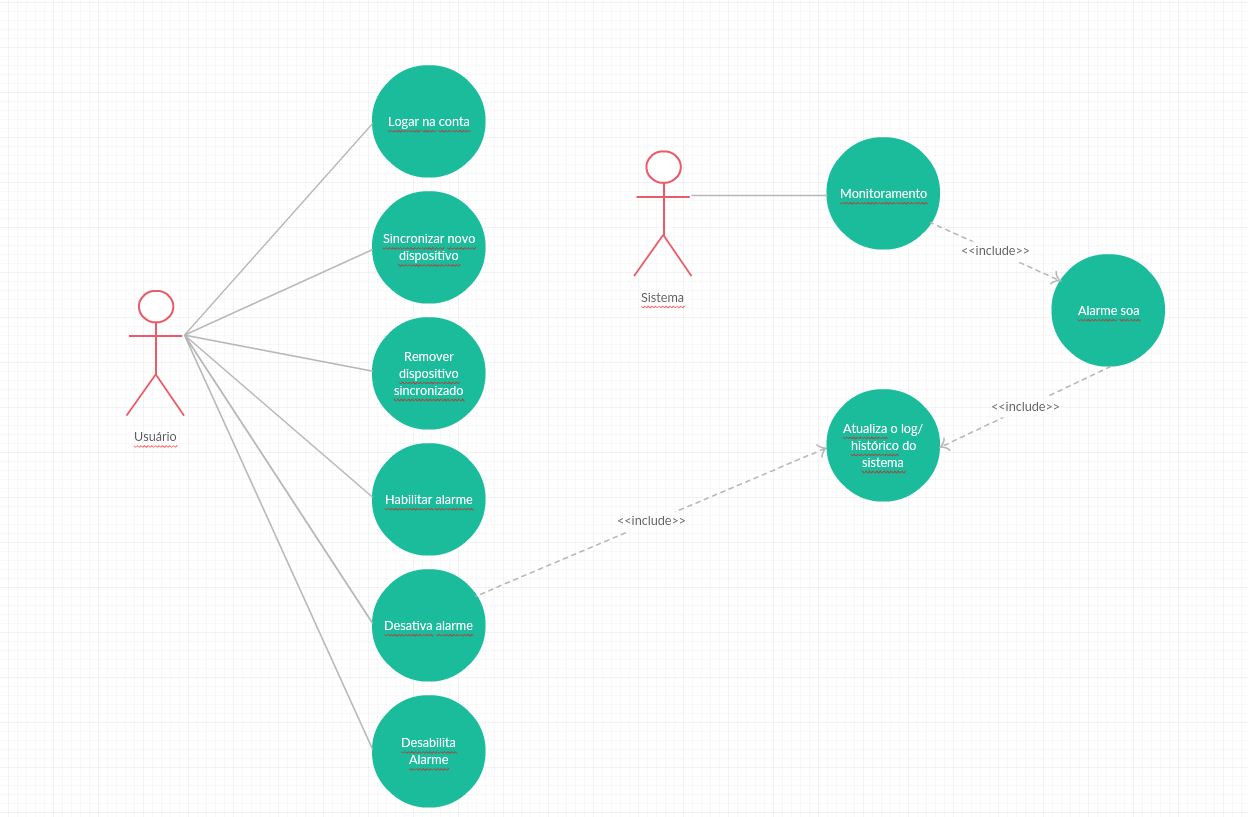 Logar na conta
Sincronizar novo
dispositivo
Remover
dispositivo
sincronizado
Usuário
Habilitar alarme
Desativa alarme
Desabilita
Alarme
Sistema
Monitoramento
<<include>>
Alarme soa
<<include>>
Atualiza o log/
histórico do
sistema
<<include>>